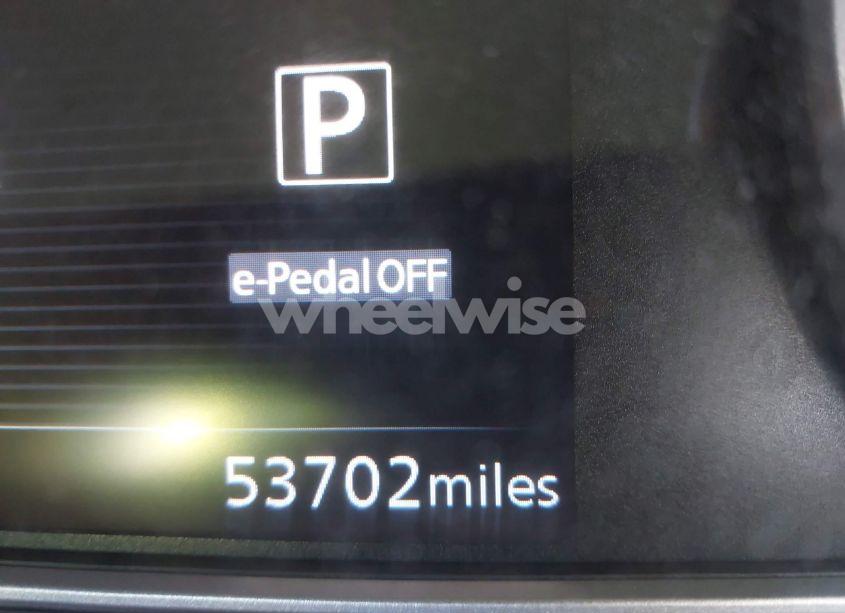 P
e-Pedal OFF
wheelwise
53702miles